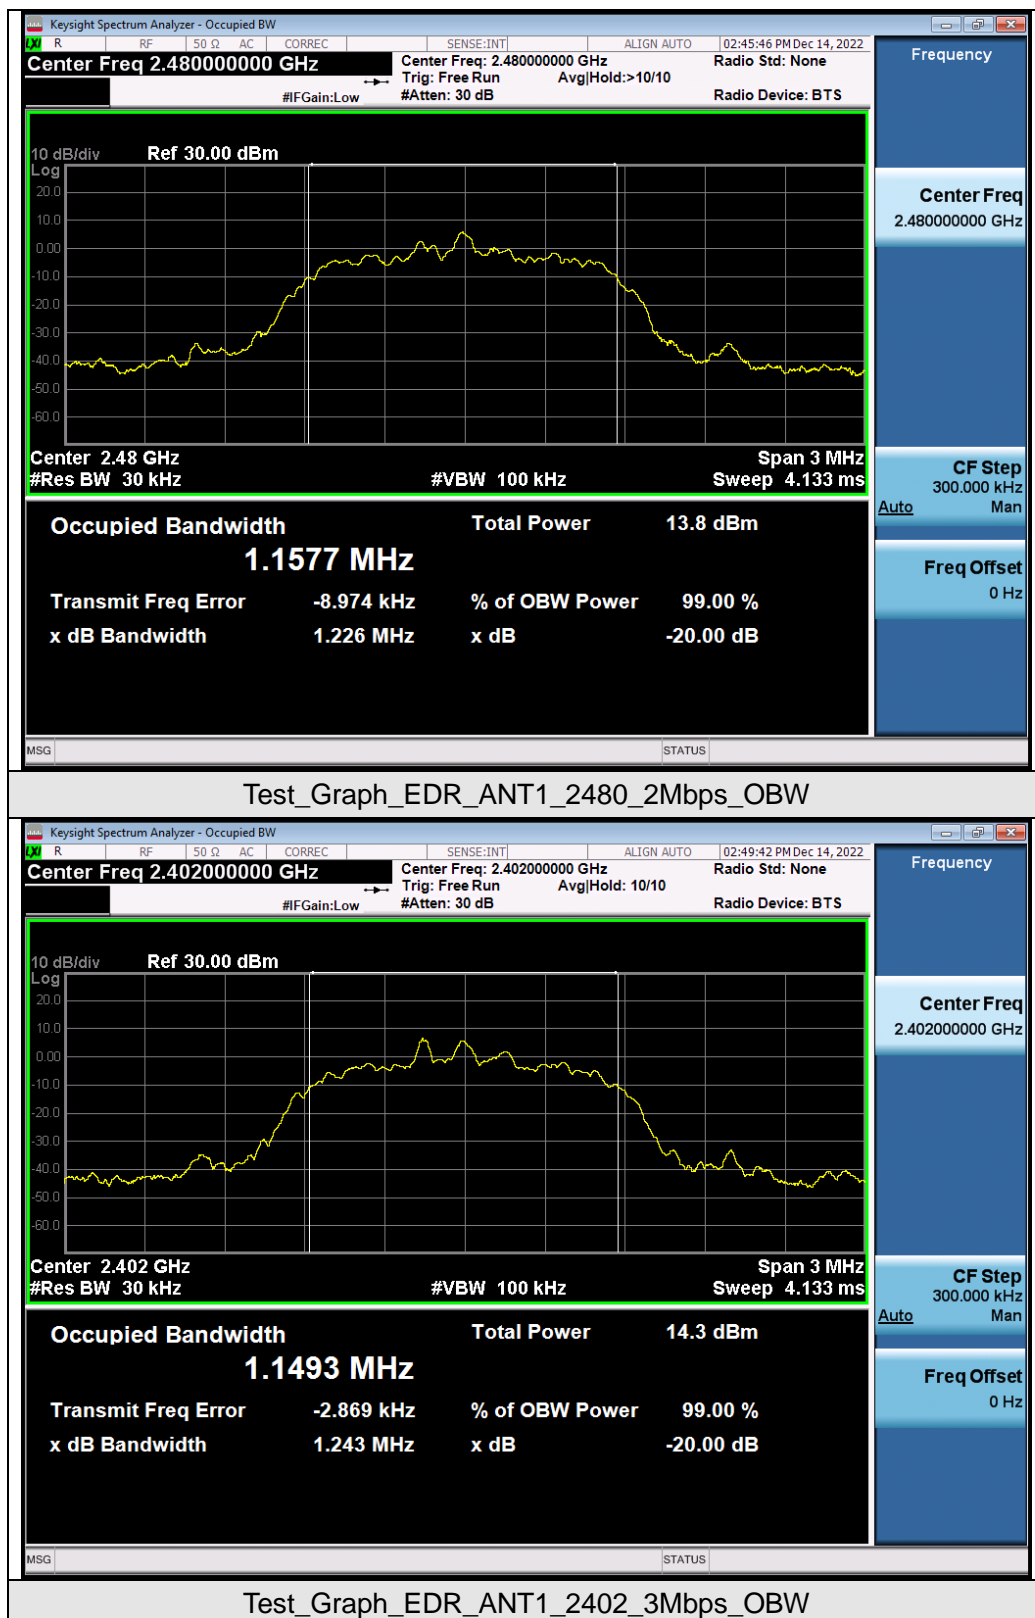 Keysight Spectrum Analyzer - Occupied BW
LXI R RF 50 Ω AC CORREC SENSE:INT ALIGN AUTO 02:45:46 PM Dec 14, 2022
Center Freq 2.480000000 GHz
Center Freq: 2.480000000 GHz
Radio Std: None
Trig: Free Run Avg|Hold:>10/10
#IFGain:Low
#Atten: 30 dB
Radio Device: BTS
10 dB/div Ref 30.00 dBm
Log
20.0
10.0
0.00
-10.0
-20.0
-30.0
-40.0
-50.0
-60.0
Center 2.48 GHz Span 3 MHz
#Res BW 30 kHz #VBW 100 kHz Sweep 4.133 ms
Occupied Bandwidth Total Power 13.8 dBm
1.1577 MHz
Transmit Freq Error -8.974 kHz % of OBW Power 99.00 %
x dB Bandwidth 1.226 MHz x dB -20.00 dB
MSG STATUS
Frequency
Center Freq
2.480000000 GHz
CF Step
300.000 kHz
Auto Man
Freq Offset
0 Hz
Test_Graph_EDR_ANT1_2480_2Mbps_OBW
Keysight Spectrum Analyzer - Occupied BW
LXI R RF 50 Ω AC CORREC SENSE:INT ALIGN AUTO 02:49:42 PM Dec 14, 2022
Center Freq 2.402000000 GHz
Center Freq: 2.402000000 GHz
Radio Std: None
Trig: Free Run Avg|Hold: 10/10
#IFGain:Low
#Atten: 30 dB
Radio Device: BTS
10 dB/div Ref 30.00 dBm
Log
20.0
10.0
0.00
-10.0
-20.0
-30.0
-40.0
-50.0
-60.0
Center 2.402 GHz Span 3 MHz
#Res BW 30 kHz #VBW 100 kHz Sweep 4.133 ms
Occupied Bandwidth Total Power 14.3 dBm
1.1493 MHz
Transmit Freq Error -2.869 kHz % of OBW Power 99.00 %
x dB Bandwidth 1.243 MHz x dB -20.00 dB
MSG STATUS
Frequency
Center Freq
2.402000000 GHz
CF Step
300.000 kHz
Auto Man
Freq Offset
0 Hz
Test_Graph_EDR_ANT1_2402_3Mbps_OBW